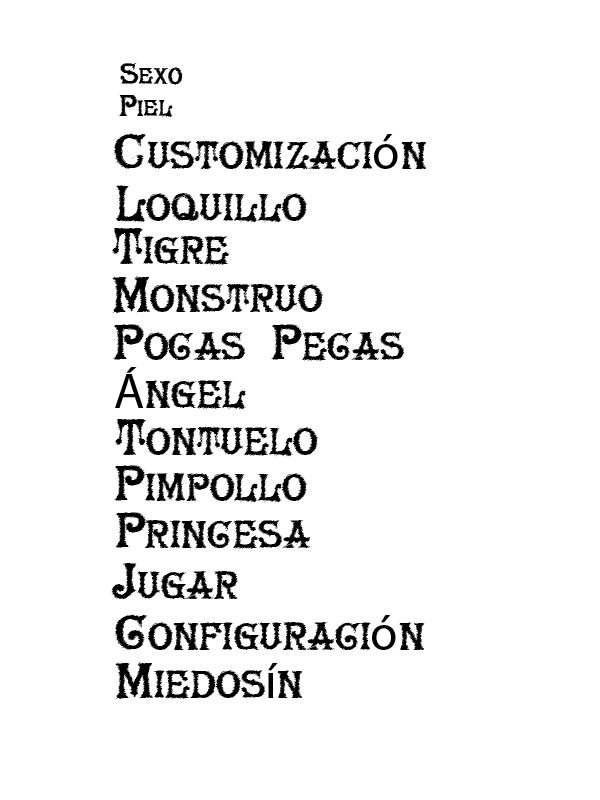 Sexo
Piel
Customización
Loquillo
Tigre
Monstruo
Pocas Pecas
Ángel
Tontuelo
Pimpollo
Princesa
Jugar
Configuración
Miedosín